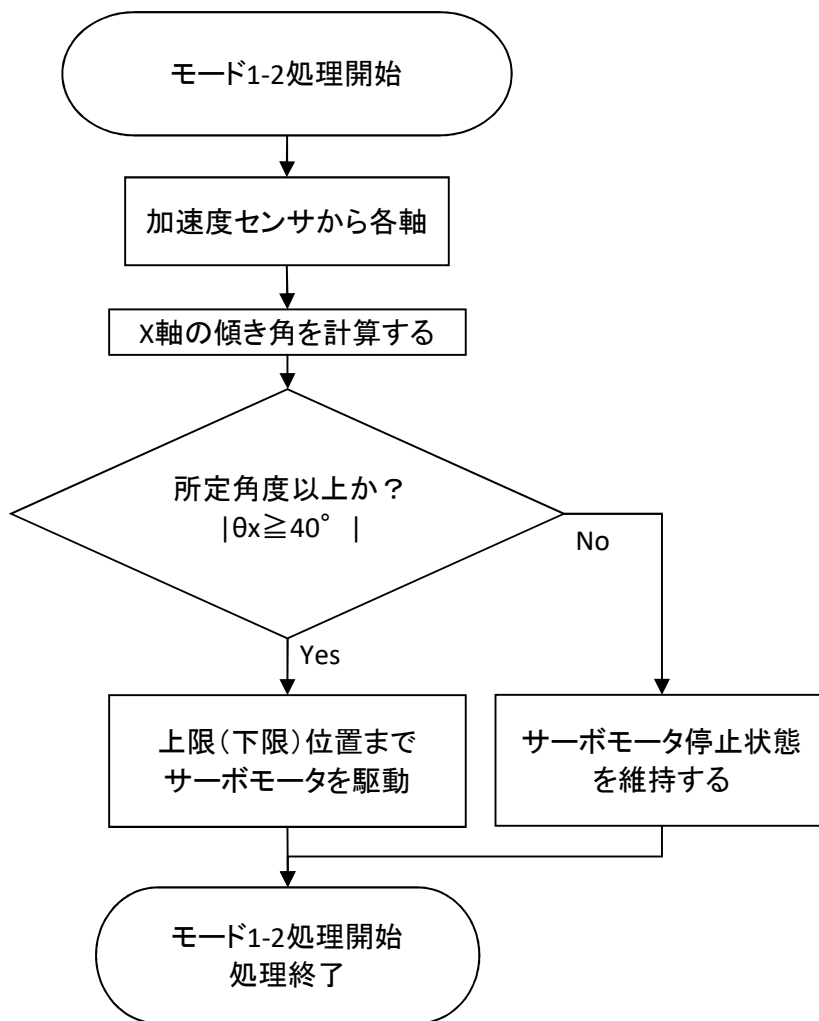 モード1-2処理開始
加速度センサから各軸
X軸の傾き角を計算する
所定角度以上か？
|θx≧40°|
No
Yes
上限（下限）位置まで
サーボモータを駆動
サーボモータ停止状態
を維持する
モード1-2処理開始
処理終了